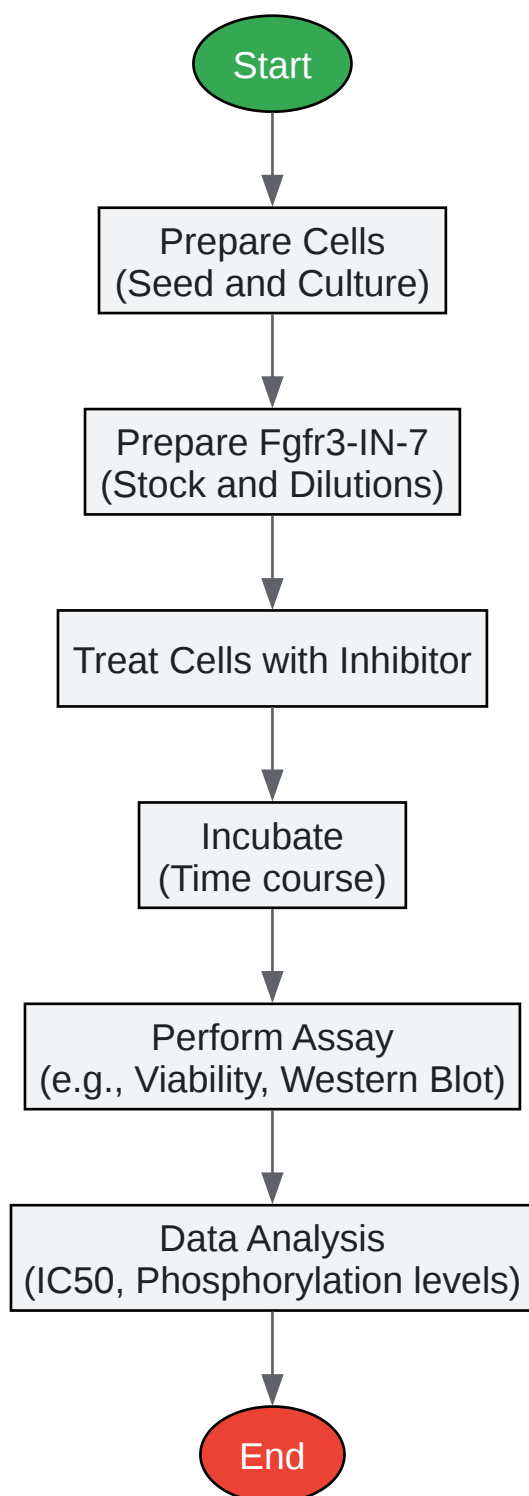 Start
Prepare Cells
(Seed and Culture)
Prepare Fgfr3-IN-7
(Stock and Dilutions)
Treat Cells with Inhibitor
Incubate
(Time course)
Perform Assay
(e.g., Viability, Western Blot)
Data Analysis
(IC50, Phosphorylation levels)
End